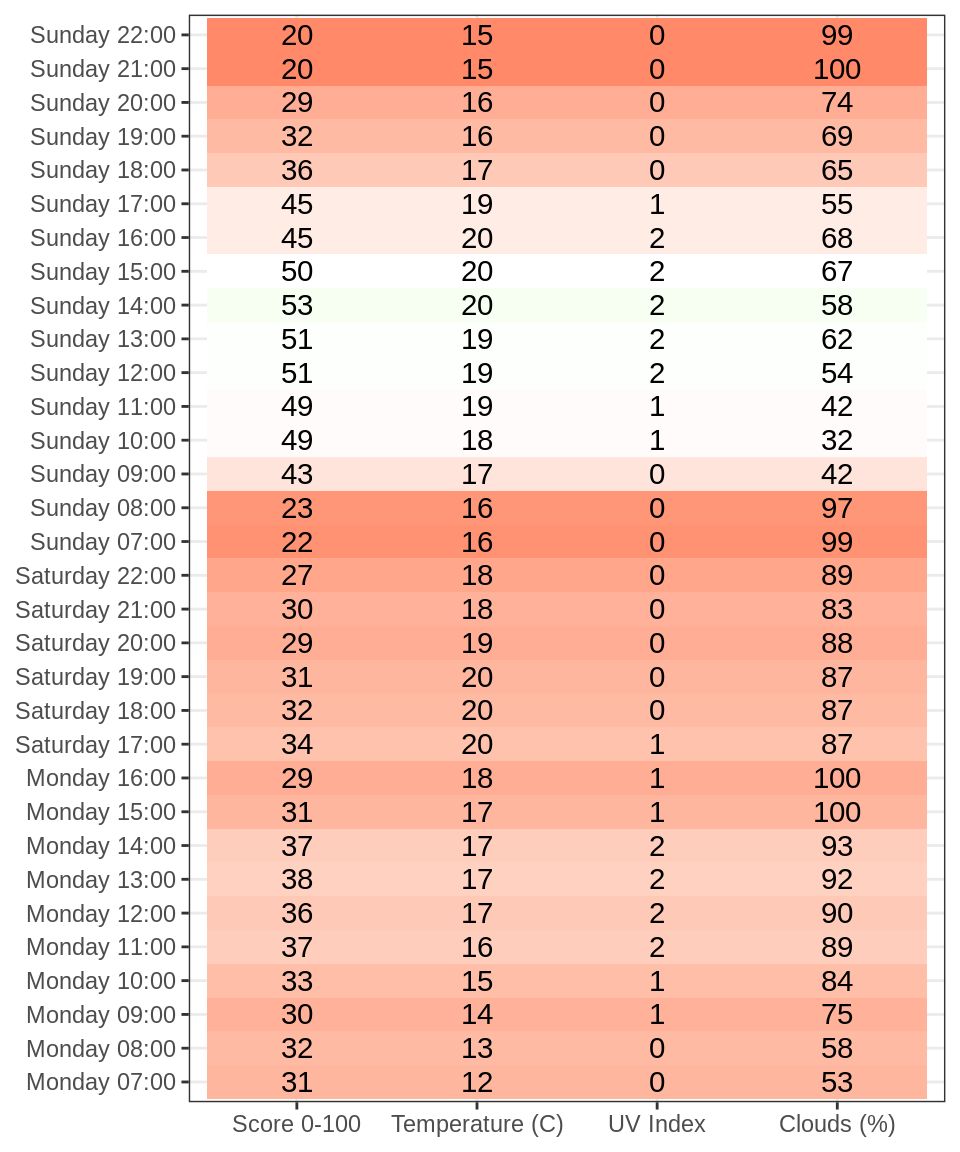 Sunday 22:00 20 15 0 99
Sunday 21:00 20 15 0 100
Sunday 20:00 29 16 0 74
Sunday 19:00 32 16 0 69
Sunday 18:00 36 17 0 65
Sunday 17:00 45 19 1 55
Sunday 16:00 45 20 2 68
Sunday 15:00 50 20 2 67
Sunday 14:00 53 20 2 58
Sunday 13:00 51 19 2 62
Sunday 12:00 51 19 2 54
Sunday 11:00 49 19 1 42
Sunday 10:00 49 18 1 32
Sunday 09:00 43 17 0 42
Sunday 08:00 23 16 0 97
Sunday 07:00 22 16 0 99
Saturday 22:00 27 18 0 89
Saturday 21:00 30 18 0 83
Saturday 20:00 29 19 0 88
Saturday 19:00 31 20 0 87
Saturday 18:00 32 20 0 87
Saturday 17:00 34 20 1 87
Monday 16:00 29 18 1 100
Monday 15:00 31 17 1 100
Monday 14:00 37 17 2 93
Monday 13:00 38 17 2 92
Monday 12:00 36 17 2 90
Monday 11:00 37 16 2 89
Monday 10:00 33 15 1 84
Monday 09:00 30 14 1 75
Monday 08:00 32 13 0 58
Monday 07:00 31 12 0 53
Score 0-100 Temperature (C) UV Index Clouds (%)